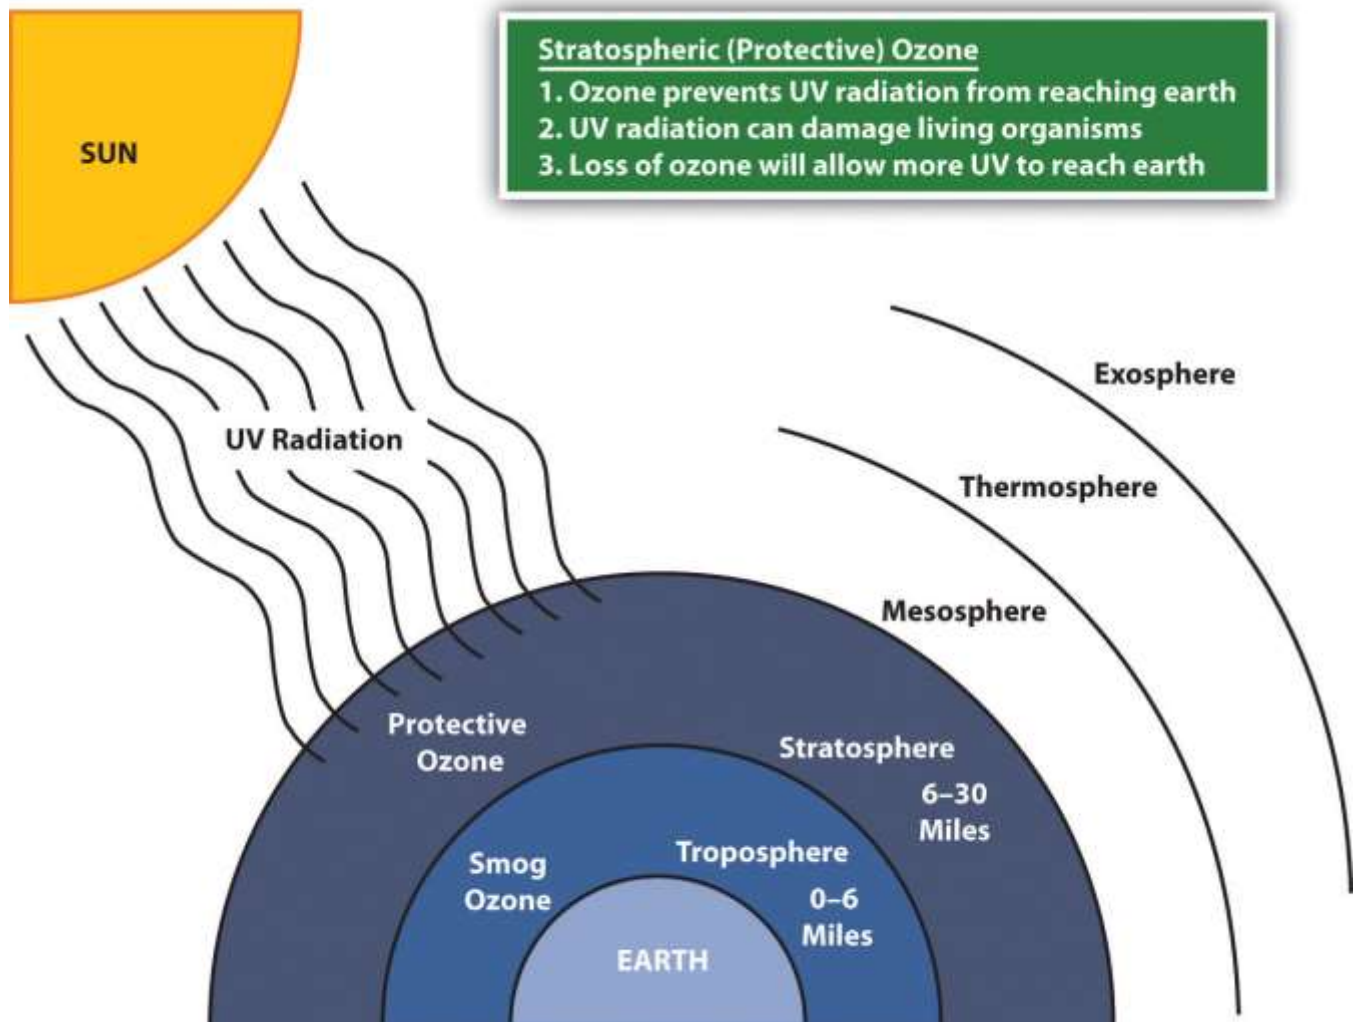 Stratospheric (Protective) Ozone
1. Ozone prevents UV radiation from reaching earth
2. UV radiation can damage living organisms
3. Loss of ozone will allow more UV to reach earth
SUN
Exosphere
UV Radiation
Thermosphere
Mesosphere
Protective
Ozone
Stratosphere
6–30
Miles
Smog
Ozone
Troposphere
0–6
Miles
EARTH